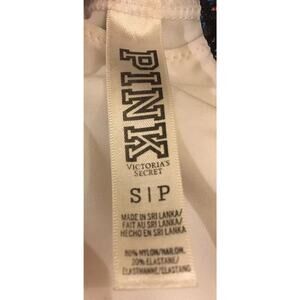 PINK
VICTORIA'S
SECRET
S|P
MADE IN SRI LANKA/
FAIT AU SRI LANKA/
HECHO EN SRI LANKA
80% NYLON/NAILON,
20% ELASTANE/
ÉLASTHANNE/ELASTANO